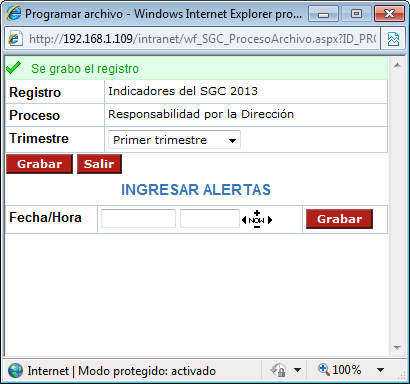 Programar archivo - Windows Internet Explorer pro...
http://192.168.1.109/intranet/wf_SGC_ProcesoArchivo.aspx?ID_PRO
Se grabo el registro
Registro Indicadores del SGC 2013
Proceso Responsabilidad por la Dirección
Trimestre Primer trimestre
Grabar Salir
INGRESAR ALERTAS
Fecha/Hora NOW Grabar
Internet | Modo protegido: activado 100%